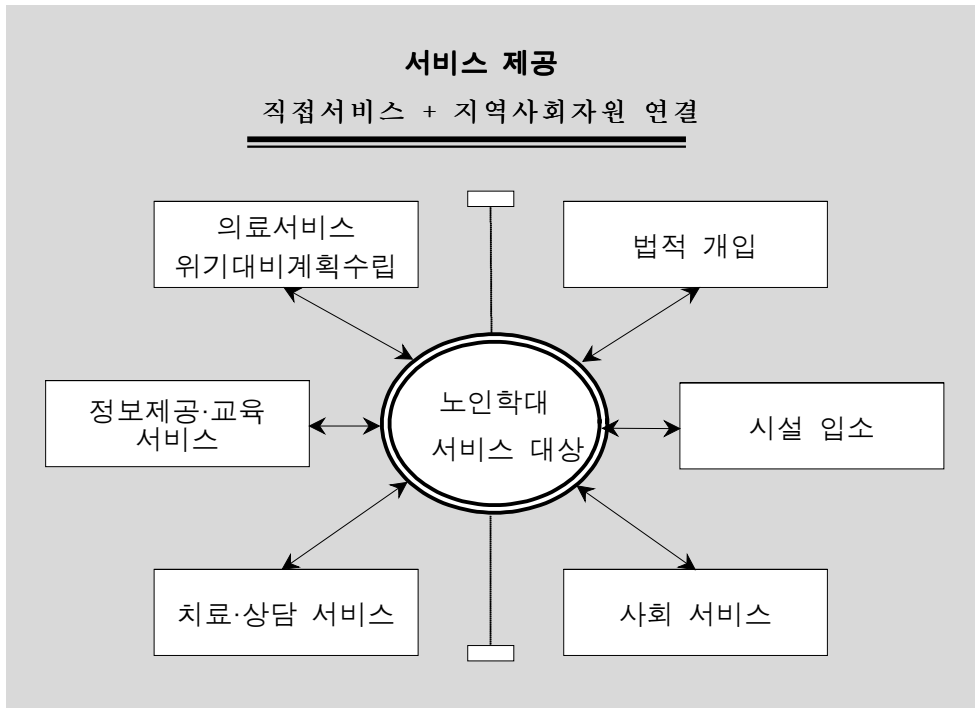 서비스 제공
직접서비스 + 지역사회자원 연결
의료서비스
위기대비계획수립
법적 개입
정보제공·교육
서비스
노인학대
서비스 대상
시설 입소
치료·상담 서비스
사회 서비스